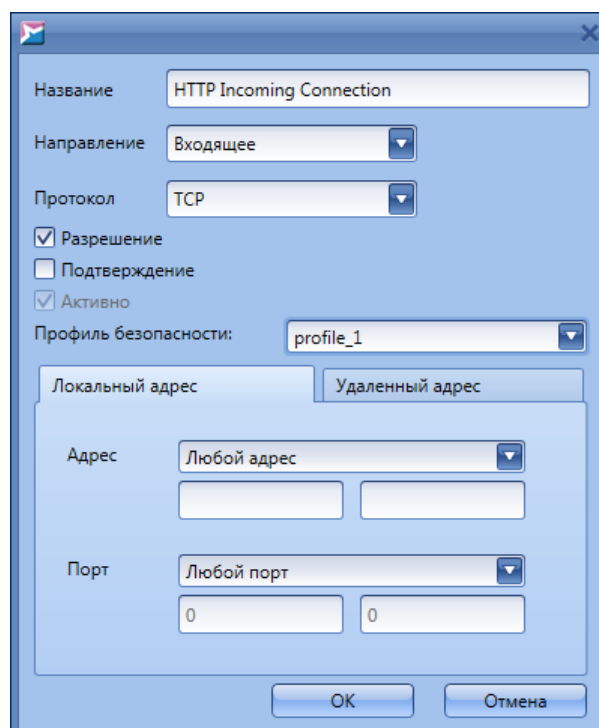 Название HTTP Incoming Connection
Направление Входящее
Протокол TCP
Разрешение
Подтверждение
Активно
Профиль безопасности: profile_1
Локальный адрес Удаленный адрес
Адрес Любой адрес
Порт Любой порт
0 0
OK Отмена